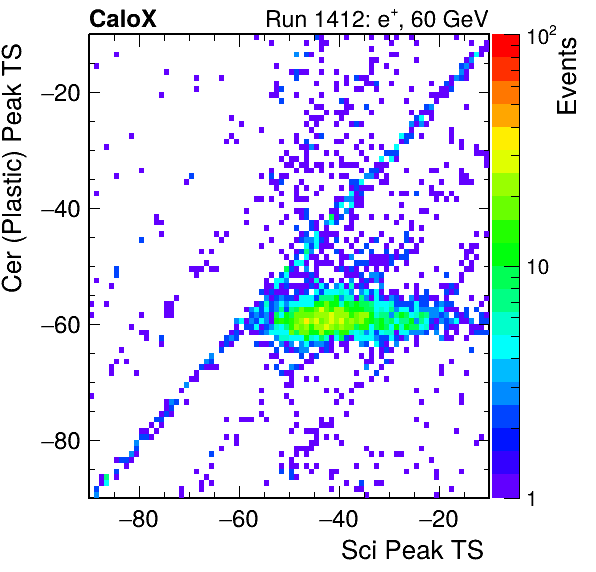 CaloX Run 1412: e⁺, 60 GeV
Cer (Plastic) Peak TS
−20
−40
−60
−80
−80 −60 −40 −20
Sci Peak TS
10²
10
1
Events